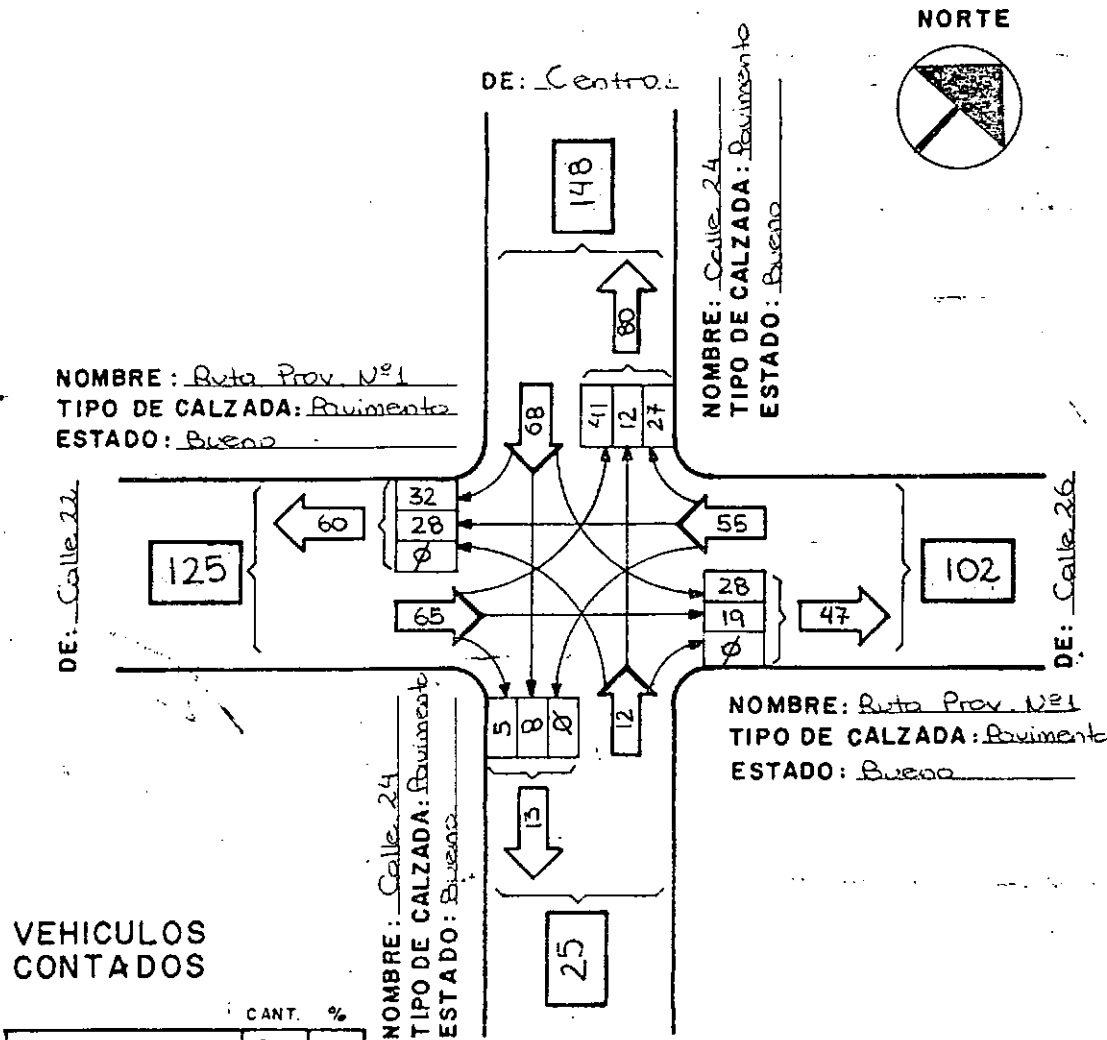 NORTE
DE: Centro
148
NOMBRE: Calle 24
TIPO DE CALZADA: Pavimento
ESTADO: Bueno
80
NOMBRE: Ruta Prov. Nº1
TIPO DE CALZADA: Pavimento
ESTADO: Bueno
68
41 12 27
DE: Calle 22
125
60
32
28
Ø
55
65
28
19
Ø
47
102
DE: Calle 26
5 8 Ø
12
13
25
NOMBRE: Ruta Prov. Nº1
TIPO DE CALZADA: Pavimento
ESTADO: Bueno
NOMBRE: Calle 24
TIPO DE CALZADA: Pavimento
ESTADO: Bueno
VEHICULOS
CONTADOS
CANT. %